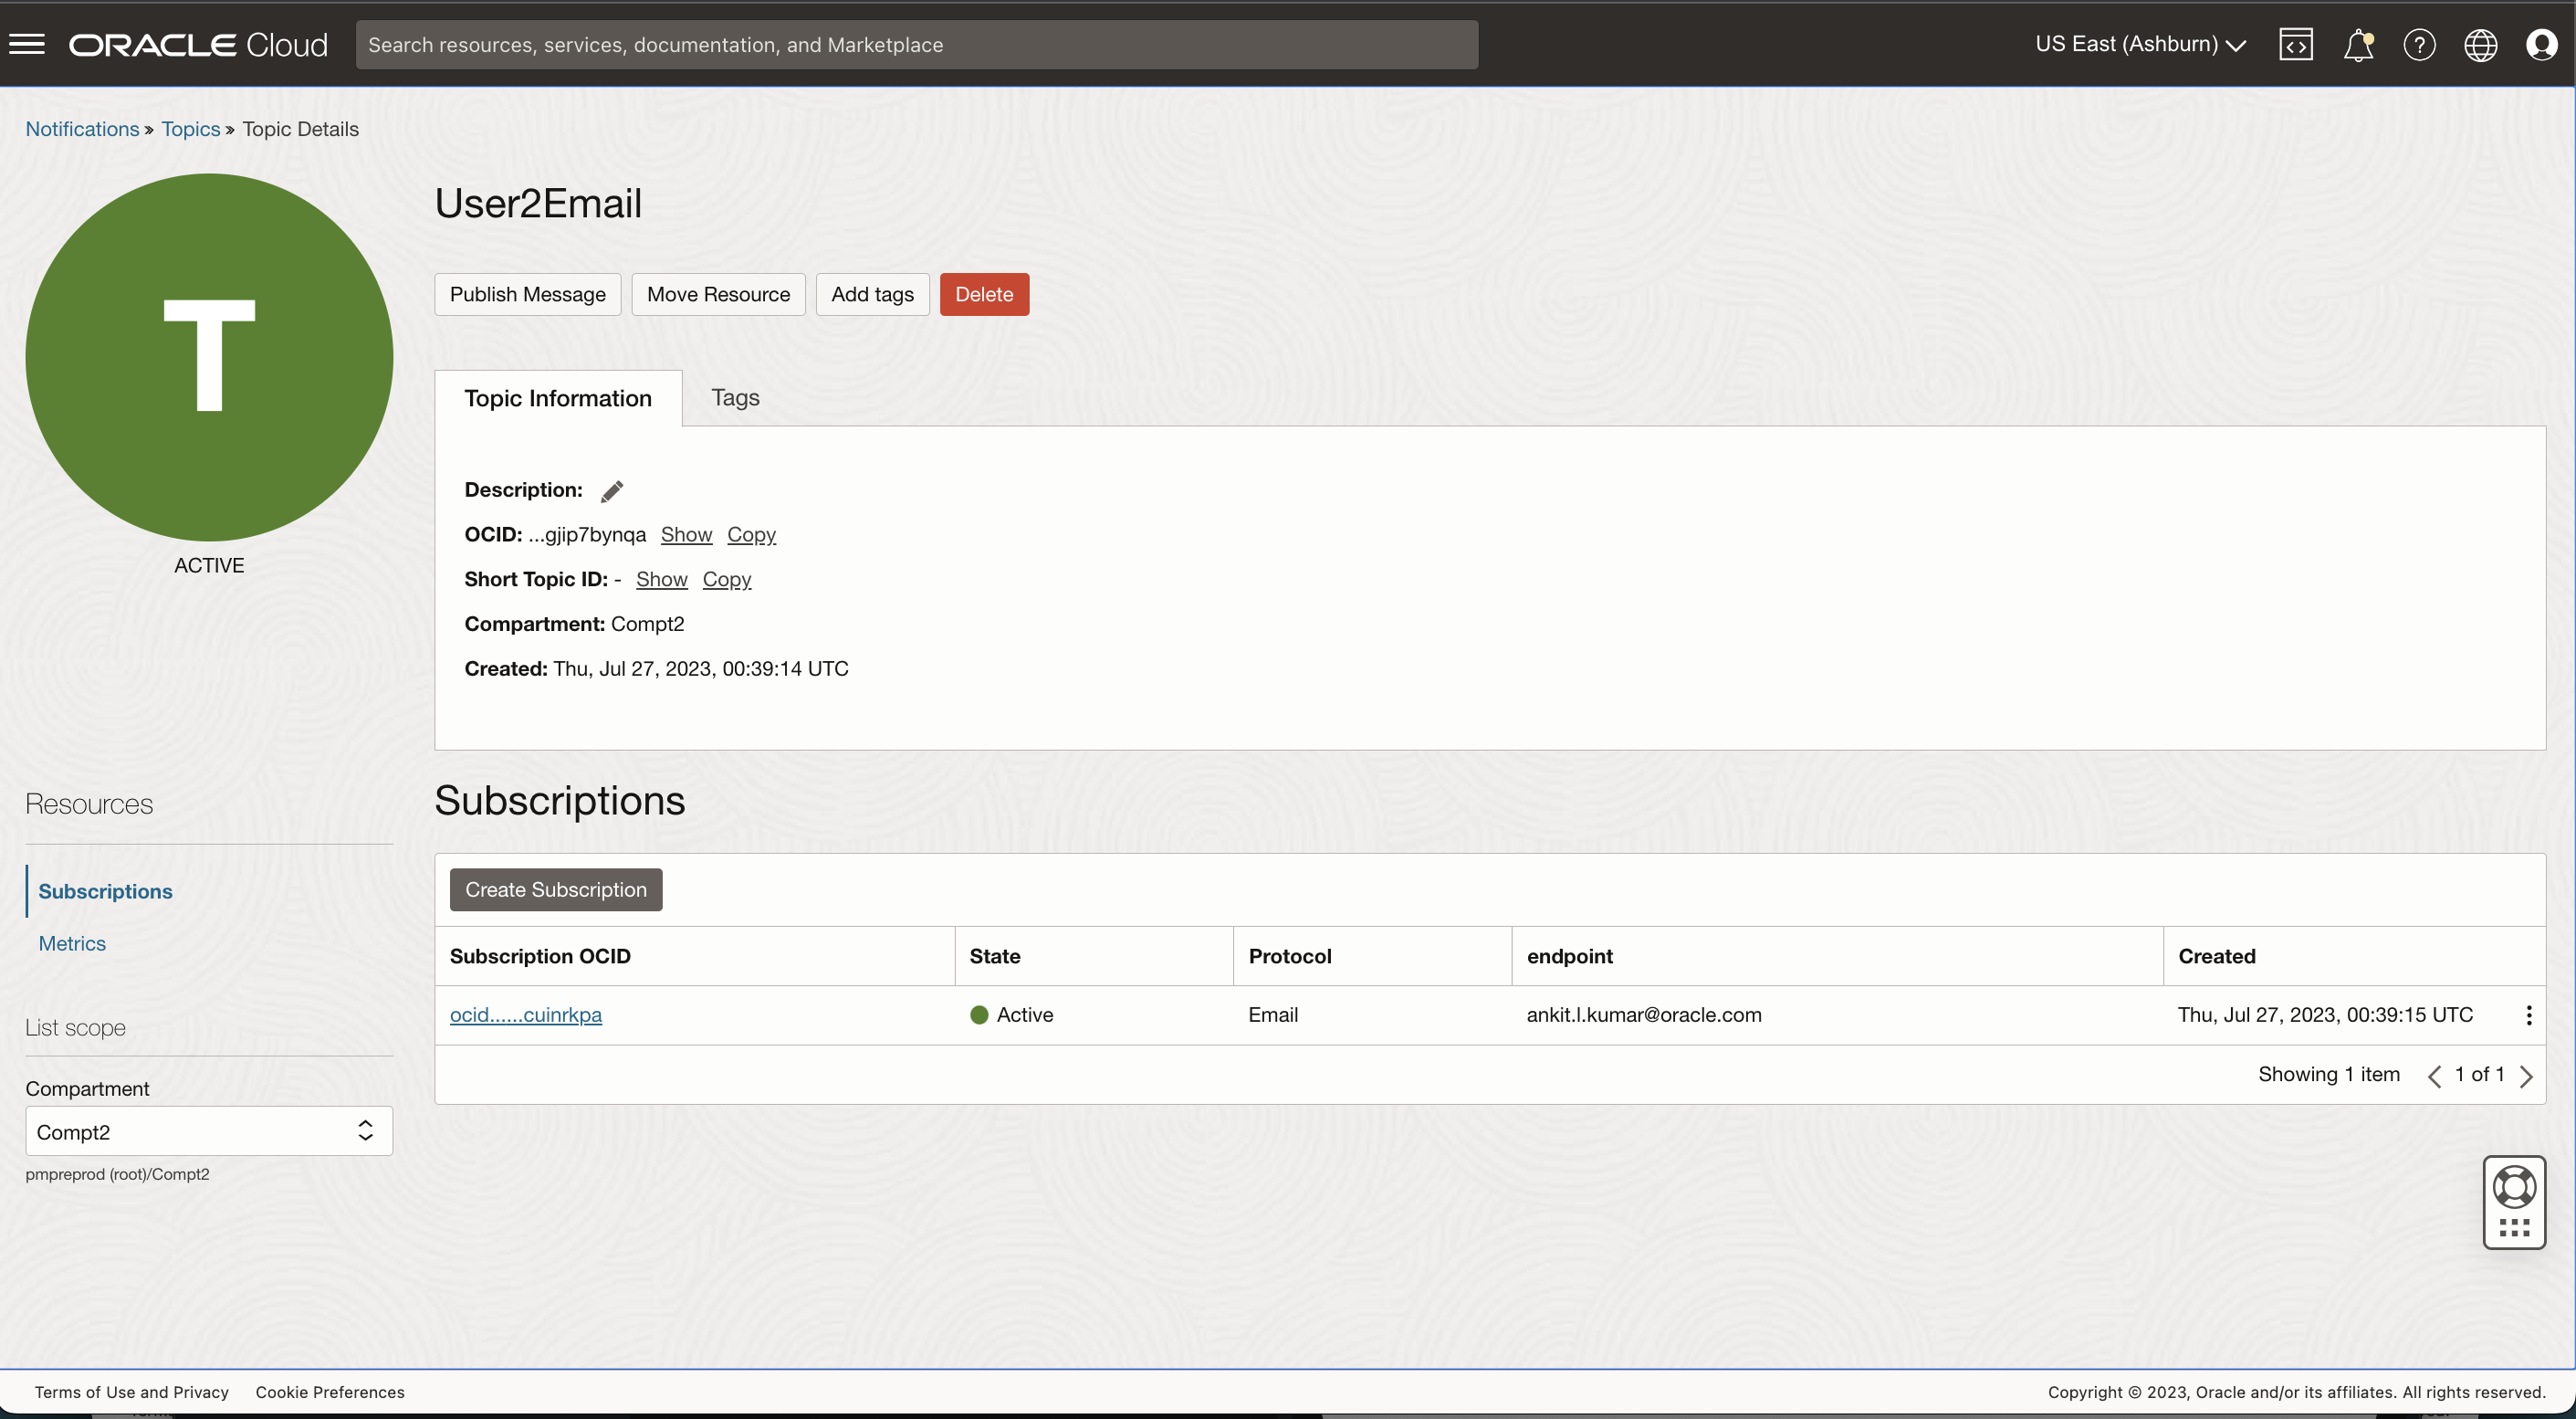 ORACLE Cloud
Search resources, services, documentation, and Marketplace
US East (Ashburn)
Notifications » Topics » Topic Details
T
ACTIVE
User2Email
Publish Message
Move Resource
Add tags
Delete
Topic Information
Tags
Description:
OCID: ...gjip7bynqa Show Copy
Short Topic ID: - Show Copy
Compartment: Compt2
Created: Thu, Jul 27, 2023, 00:39:14 UTC
Resources
Subscriptions
Metrics
List scope
Compartment
Compt2
pmpreprod (root)/Compt2
Subscriptions
Create Subscription
Subscription OCID State Protocol endpoint Created
ocid......cuinrkpa Active Email ankit.l.kumar@oracle.com Thu, Jul 27, 2023, 00:39:15 UTC
Showing 1 item < 1 of 1 >
Terms of Use and Privacy Cookie Preferences
Copyright © 2023, Oracle and/or its affiliates. All rights reserved.